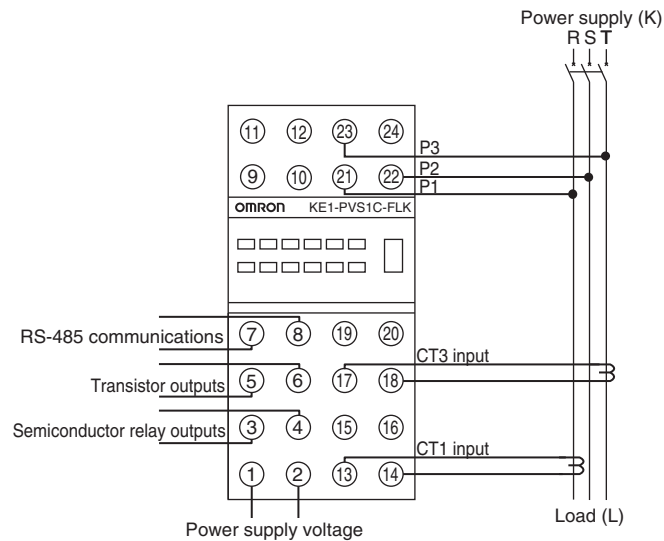 Power supply (K)
R S T
⑪ ⑫ ㉓ ㉔
P3
⑨ ⑩ ㉑ ㉒
P2
P1
OMRON KE1-PVS1C-FLK
RS-485 communications
⑦ ⑧ ⑲ ⑳
CT3 input
Transistor outputs
⑤ ⑥ ⑰ ⑱
Semiconductor relay outputs
③ ④ ⑮ ⑯
CT1 input
① ② ⑬ ⑭
Load (L)
Power supply voltage